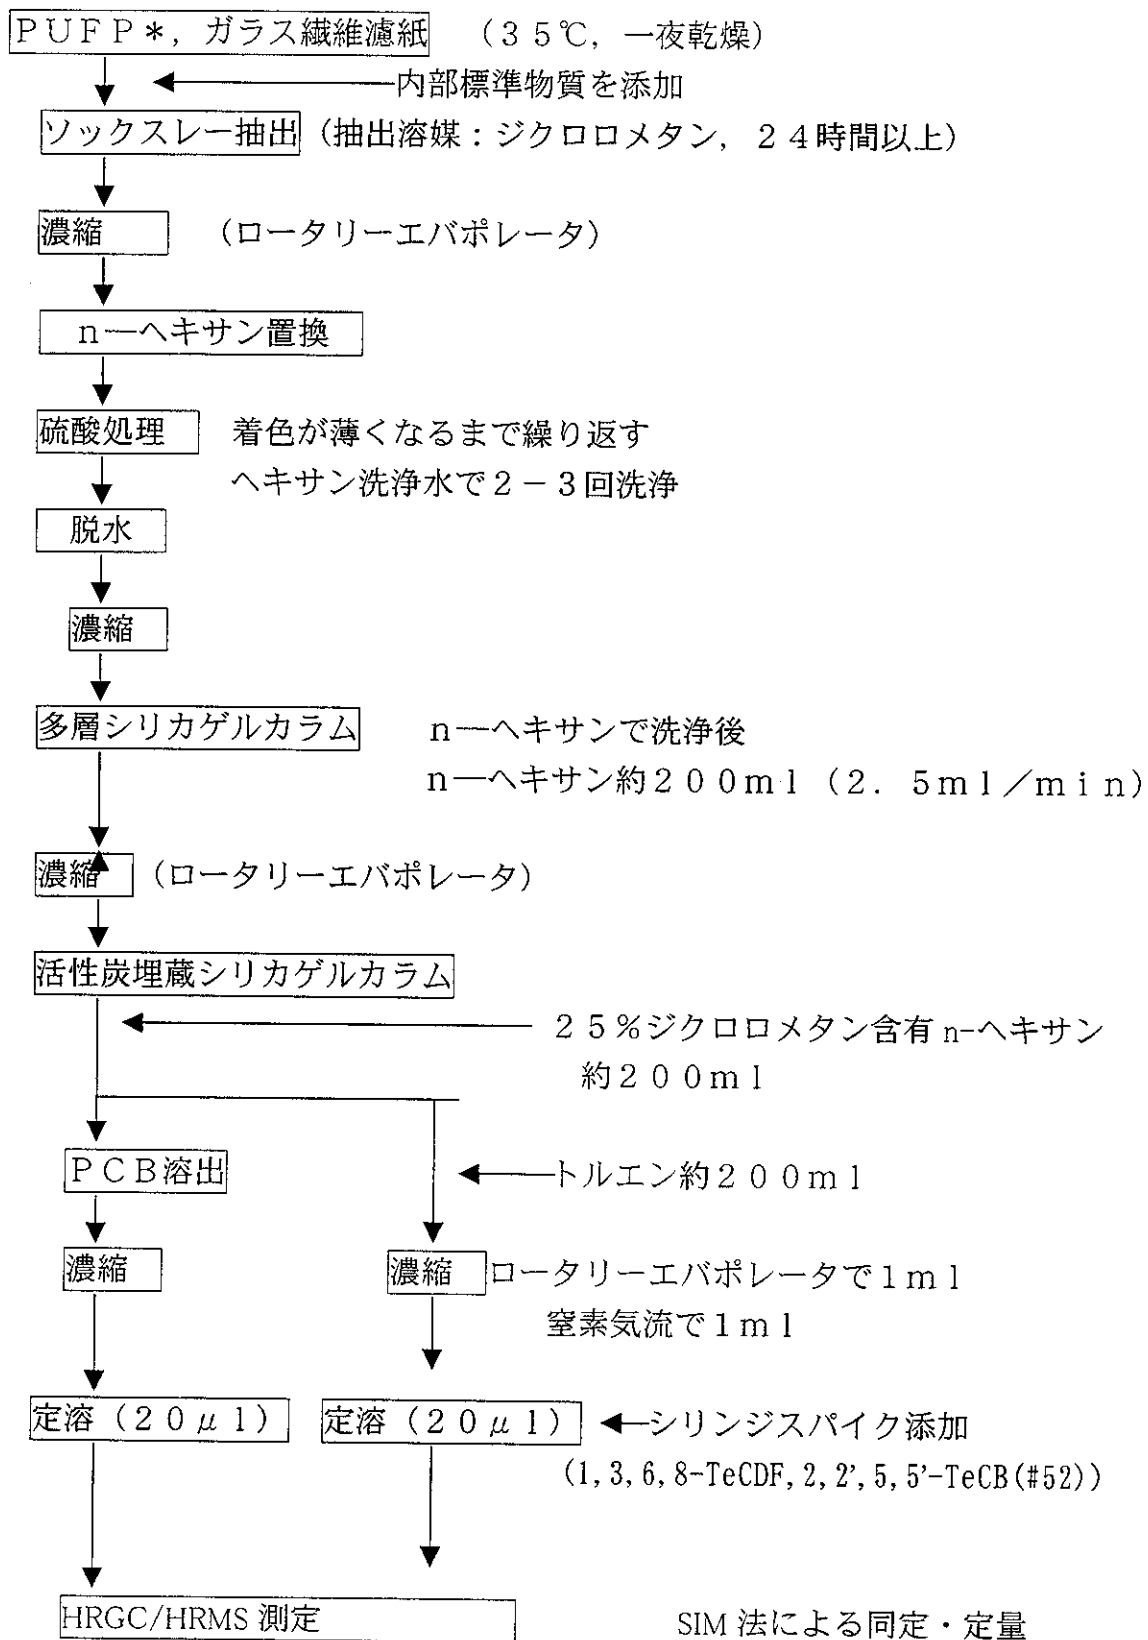 PUFP*，ガラス繊維濾紙 （35℃，一夜乾燥）
内部標準物質を添加
ソックスレー抽出（抽出溶媒：ジクロロメタン，24時間以上）
濃縮 （ロータリーエバポレータ）
n―ヘキサン置換
硫酸処理 着色が薄くなるまで繰り返す
ヘキサン洗浄水で2－3回洗浄
脱水
濃縮
多層シリカゲルカラム n―ヘキサンで洗浄後
n―ヘキサン約200ml（2．5ml／min）
濃縮 （ロータリーエバポレータ）
活性炭埋蔵シリカゲルカラム
25％ジクロロメタン含有n-ヘキサン
約200ml
PCB溶出
トルエン約200ml
濃縮 濃縮 ロータリーエバポレータで1ml
窒素気流で1ml
定溶（20μl） 定溶（20μl） シリンジスパイク添加
(1,3,6,8-TeCDF,2,2',5,5'-TeCB(#52))
HRGC/HRMS 測定 SIM 法による同定・定量